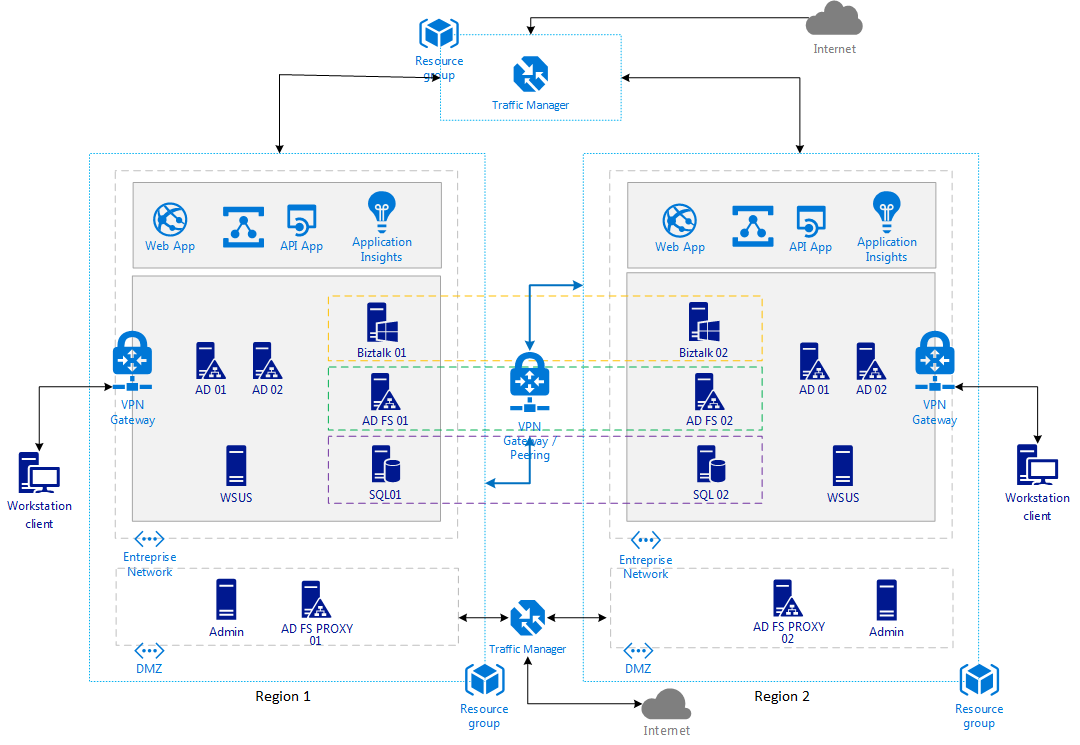 Internet
Resource
group
Traffic Manager
Web App
API App
Application
Insights
Web App
API App
Application
Insights
Biztalk 01
Biztalk 02
AD 01
AD 02
AD 01
AD 02
VPN
Gateway
VPN
Gateway
AD FS 01
VPN
Gateway /
Peering
AD FS 02
SQL01
SQL 02
WSUS
WSUS
Workstation
client
Workstation
client
Entreprise
Network
Entreprise
Network
Admin
AD FS PROXY
01
AD FS PROXY
02
Admin
Traffic Manager
DMZ
DMZ
Region 1
Region 2
Resource
group
Resource
group
Internet